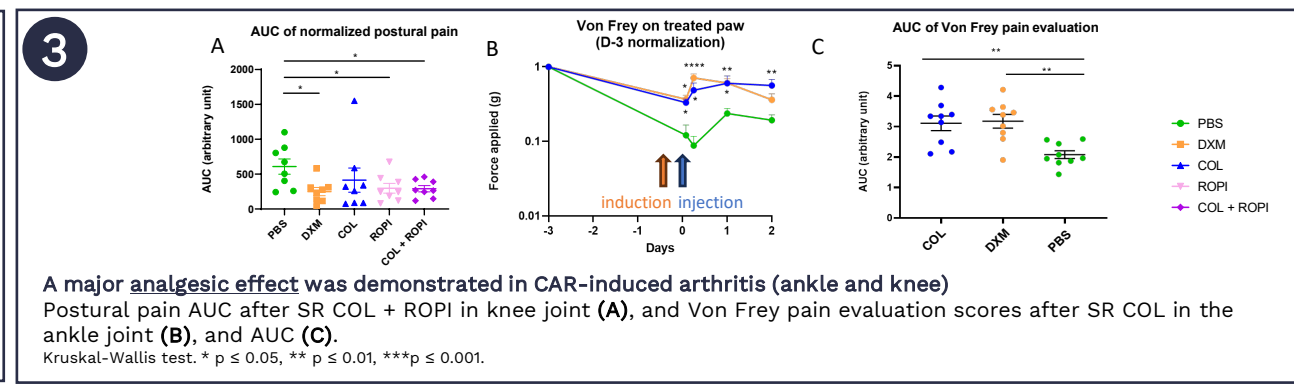 3
A
AUC of normalized postural pain
*
*
*
AUC (arbitrary unit)
2000
1500
1000
500
0
PBS
DXM
COL
ROPI
COL + ROPI
B
Von Frey on treated paw
(D-3 normalization)
Force applied (g)
1
0.1
0.01
****
**
**
*
*
*
*
induction injection
-3 -2 -1 0 1 2
Days
C
AUC of Von Frey pain evaluation
**
**
AUC (arbitrary unit)
5
4
3
2
1
0
COL
DXM
PBS
PBS
DXM
COL
ROPI
COL + ROPI
A major analgesic effect was demonstrated in CAR-induced arthritis (ankle and knee)
Postural pain AUC after SR COL + ROPI in knee joint (A), and Von Frey pain evaluation scores after SR COL in the
ankle joint (B), and AUC (C).
Kruskal-Wallis test. * p ≤ 0.05, ** p ≤ 0.01, ***p ≤ 0.001.